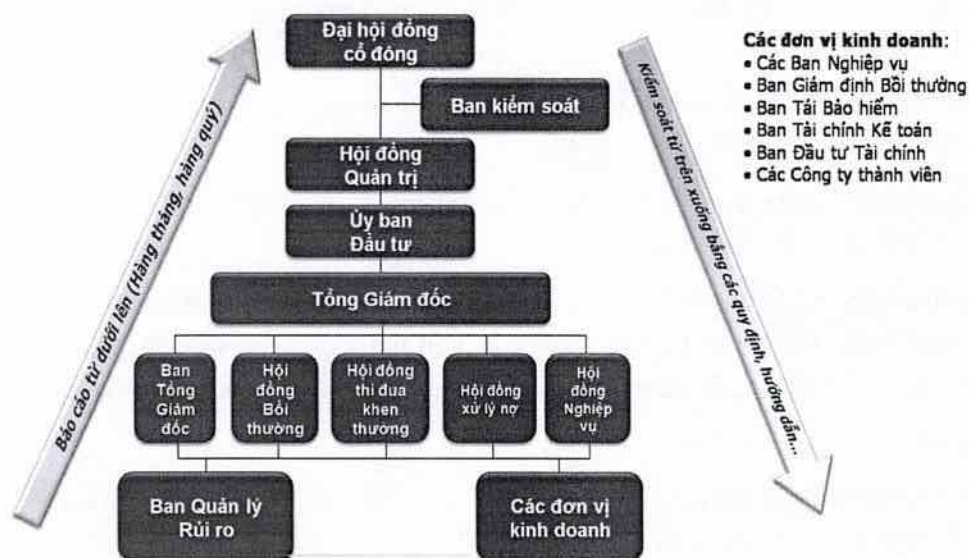 Đại hội đồng
cổ đóng
Ban kiểm soát
Hội đồng
Quản trị
Ủy ban
Đầu tư
Tổng Giám đốc
Ban
Tổng
Giám
đốc
Hội
đồng
Bồi
thường
Hội đồng
thi đua
khen
thưởng
Hội đồng
xử lý nợ
Hội
đồng
Nghiệp
vụ
Ban Quản lý
Rủi ro
Các đơn vị
kinh doanh
Báo cáo từ dưới lên (Hàng tháng, hàng quý)
Kiểm soát từ trên xuống bằng các quy định, hướng dẫn...
Các đơn vị kinh doanh:
• Các Ban Nghiệp vụ
• Ban Giám định Bồi thường
• Ban Tái Bảo hiểm
• Ban Tài chính Kế toán
• Ban Đầu tư Tài chính
• Các Công ty thành viên